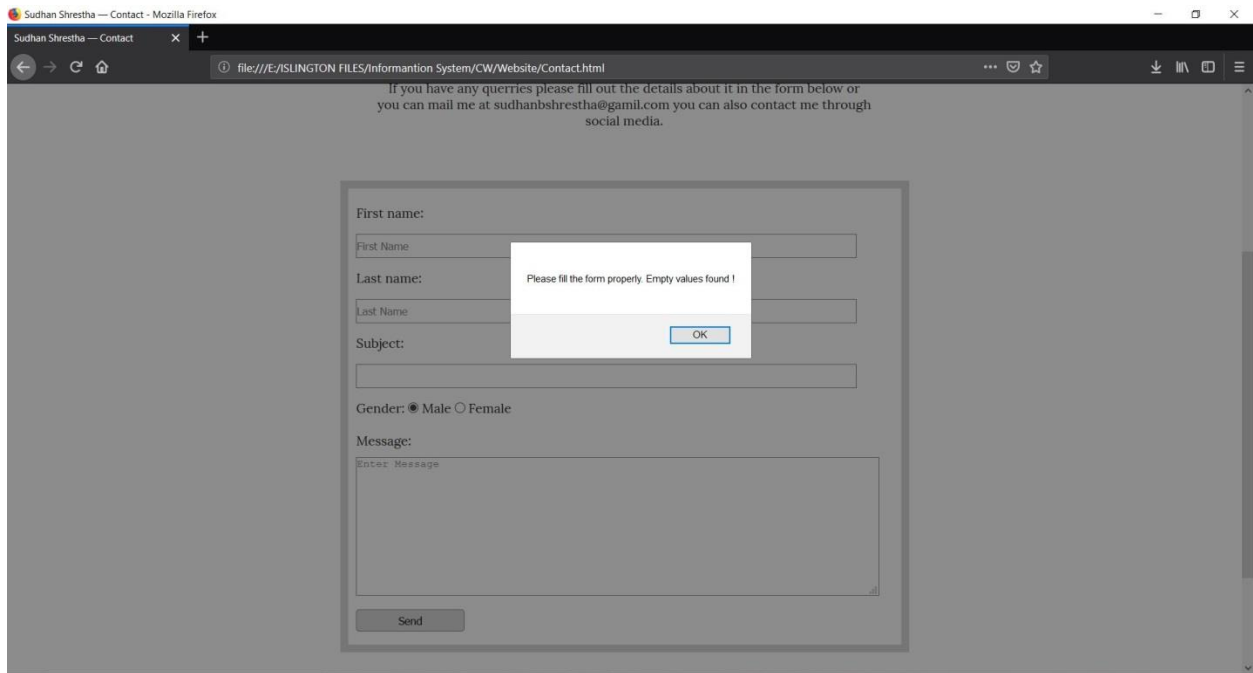 Sudhan Shrestha — Contact - Mozilla Firefox
Sudhan Shrestha — Contact
file:///E:/ISLINGTON FILES/Informantion System/CW/Website/Contact.html
If you have any querries please fill out the details about it in the form below or
you can mail me at sudhanbshrestha@gamil.com you can also contact me through
social media.
First name:
First Name
Last name:
Please fill the form properly. Empty values found !
Last Name
OK
Subject:
Gender: Male Female
Message:
Enter Message
Send